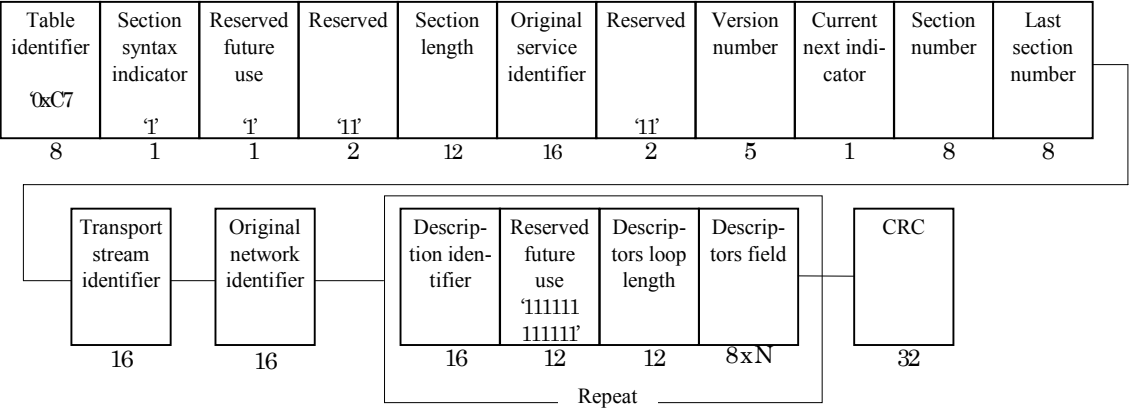 Table
identifier
‘0xC7
8
Section
syntax
indicator
‘1’
1
Reserved
future
use
‘1’
1
Reserved
‘11’
2
Section
length
12
Original
service
identifier
16
Reserved
‘11’
2
Version
number
5
Current
next indi-
cator
1
Section
number
8
Last
section
number
8
Transport
stream
identifier
16
Original
network
identifier
16
Descrip-
tion iden-
tifier
16
Reserved
future
use
‘111111
111111’
12
Descrip-
tors loop
length
12
Descrip-
tors field
8xN
Repeat
CRC
32